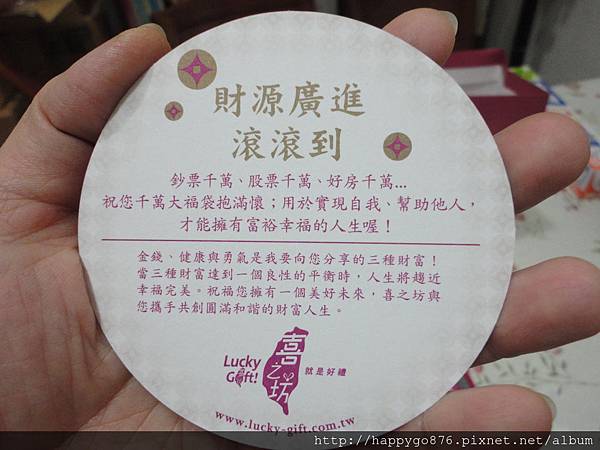 財源廣進
滾滾到
鈔票千萬、股票千萬、好房千萬...
祝您千萬大福袋抱滿懷；用於實現自我、幫助他人，
才能擁有富裕幸福的人生喔！
金錢、健康與勇氣是我要向您分享的三種財富！
當三種財富達到一個良性的平衡時，人生將趨近
幸福完美。祝福您擁有一個美好未來，喜之坊與
您攜手共創圓滿和諧的財富人生。
Lucky
Gift!
喜之坊
就是好禮
www.lucky-gift.com.tw
http://happygo876.pixnet.net/album